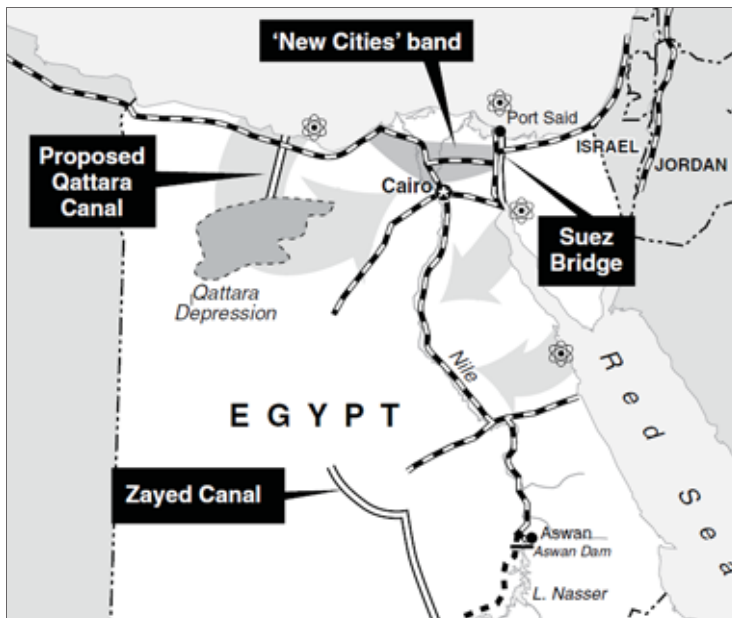 'New Cities' band
Port Said
ISRAEL
JORDAN
Proposed
Qattara
Canal
Cairo
Suez
Bridge
Qattara
Depression
Nile
Red Sea
EGYPT
Zayed Canal
Aswan
Aswan Dam
L. Nasser